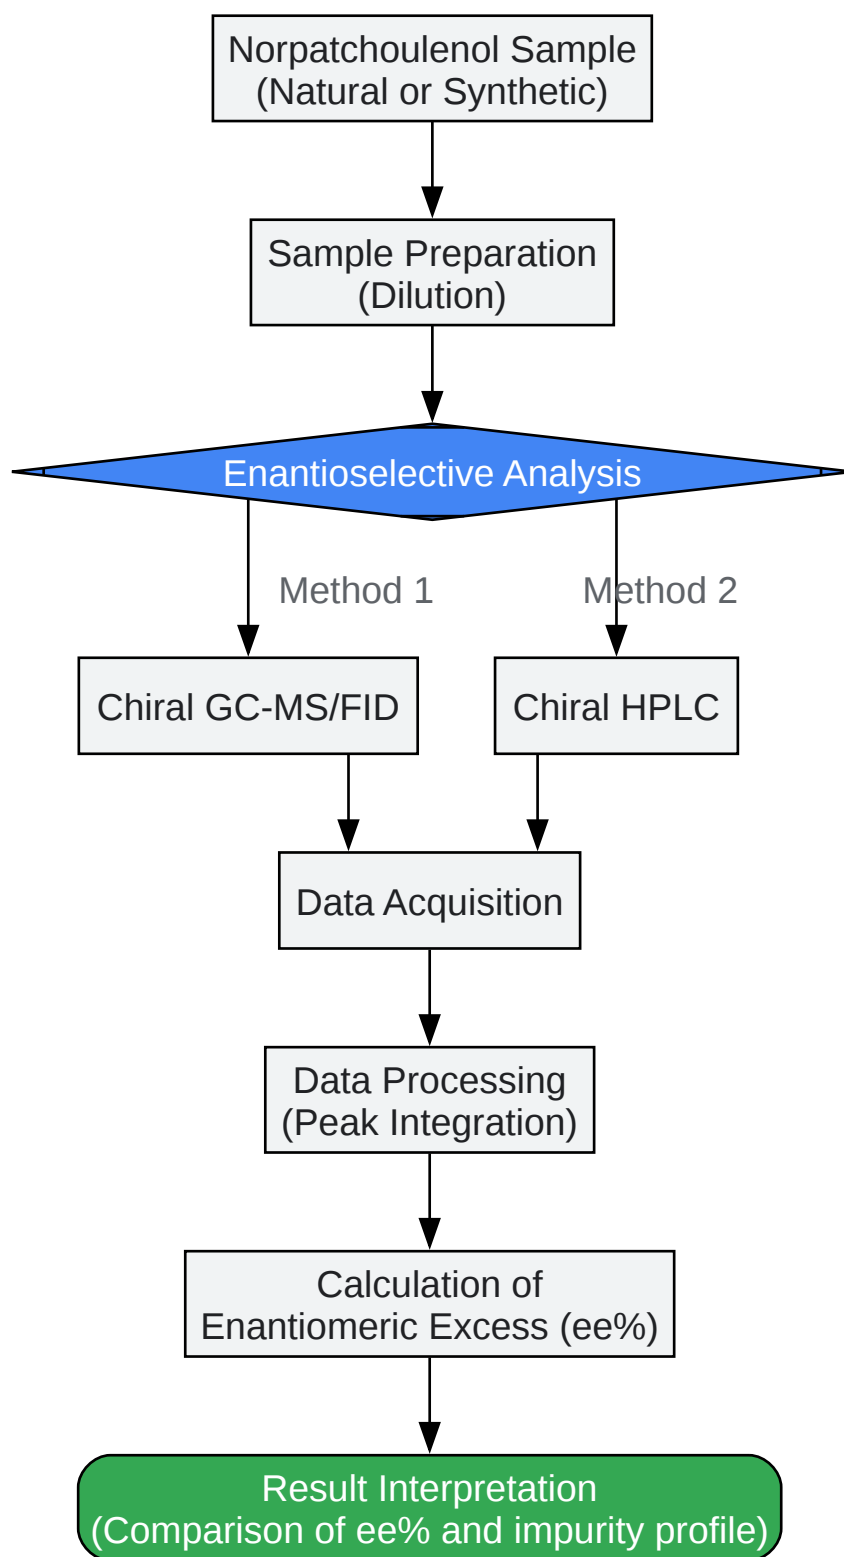 Norpatchoulenol Sample
(Natural or Synthetic)
Sample Preparation
(Dilution)
Enantioselective Analysis
Method 1
Method 2
Chiral GC-MS/FID
Chiral HPLC
Data Acquisition
Data Processing
(Peak Integration)
Calculation of
Enantiomeric Excess (ee%)
Result Interpretation
(Comparison of ee% and impurity profile)